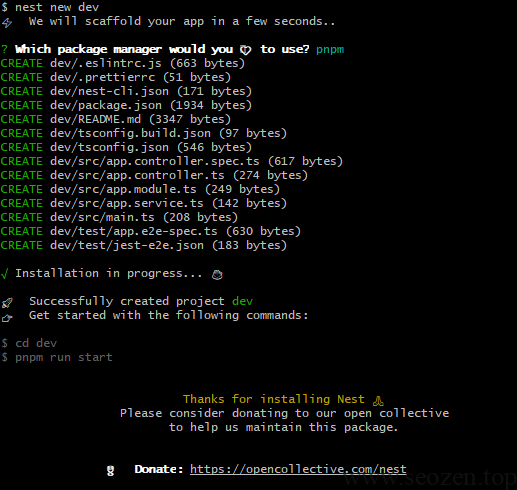 $ nest new dev
We will scaffold your app in a few seconds..
? Which package manager would you to use? pnpm
CREATE dev/.eslintrc.js (663 bytes)
CREATE dev/.prettierrc (51 bytes)
CREATE dev/nest-cli.json (171 bytes)
CREATE dev/package.json (1934 bytes)
CREATE dev/README.md (3347 bytes)
CREATE dev/tsconfig.build.json (97 bytes)
CREATE dev/tsconfig.json (546 bytes)
CREATE dev/src/app.controller.spec.ts (617 bytes)
CREATE dev/src/app.controller.ts (274 bytes)
CREATE dev/src/app.module.ts (249 bytes)
CREATE dev/src/app.service.ts (142 bytes)
CREATE dev/src/main.ts (208 bytes)
CREATE dev/test/app.e2e-spec.ts (630 bytes)
CREATE dev/test/jest-e2e.json (183 bytes)
√ Installation in progress...
Successfully created project dev
Get started with the following commands:
$ cd dev
$ pnpm run start
Thanks for installing Nest
Please consider donating to our open collective
to help us maintain this package.
Donate: https://opencollective.com/nest
www.seozen.top